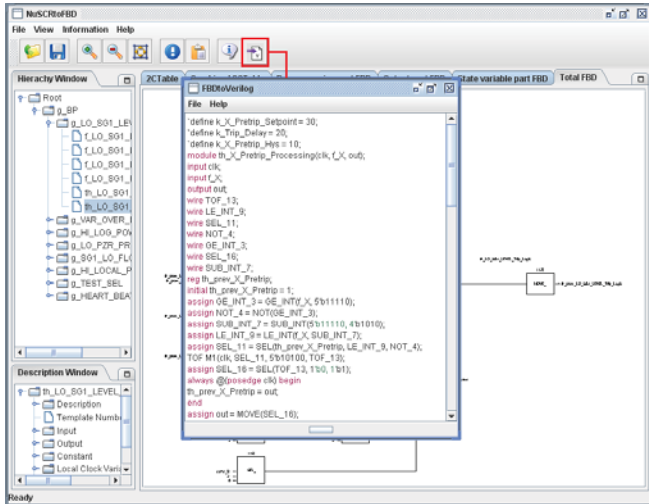 NuSCRtoFBD
File View Information Help
Hierachy Window
2CTable
State variable part FBD
Total FBD
Root
g_BP
g_LO_SG1_LEV
f_LO_SG1_
f_LO_SG1_
f_LO_SG1_
f_LO_SG1_
th_LO_SG1
th_LO_SG1
g_VAR_OVER_
g_HI_LOG_POW
g_LO_PZR_PR
g_SG1_LO_FLO
g_HI_LOCAL_P
g_TEST_SEL
g_HEART_BEA
FBDtoVerilog
File Help
`define k_X_Pretrip_Setpoint = 30;
`define k_Trip_Delay = 20;
`define k_X_Pretrip_Hys = 10;
module th_X_Pretrip_Processing(clk, f_X, out);
input clk;
input f_X;
output out;
wire TOF_13;
wire LE_INT_9;
wire SEL_11;
wire NOT_4;
wire GE_INT_3;
wire SEL_16;
wire SUB_INT_7;
reg th_prev_X_Pretrip;
initial th_prev_X_Pretrip = 1;
assign GE_INT_3 = GE_INT(f_X, 5'b11110);
assign NOT_4 = NOT(GE_INT_3);
assign SUB_INT_7 = SUB_INT(5'b11110, 4'b1010);
assign LE_INT_9 = LE_INT(f_X, SUB_INT_7);
assign SEL_11 = SEL(th_prev_X_Pretrip, LE_INT_9, NOT_4);
TOF M1(clk, SEL_11, 5'b10100, TOF_13);
assign SEL_16 = SEL(TOF_13, 1'b0, 1'b1);
always @(posedge clk) begin
th_prev_X_Pretrip = out;
end
assign out = MOVE(SEL_16);
Description Window
th_LO_SG1_LEVEL_
Description
Template Numbe
Input
Output
Constant
Local Clock Varia
Ready